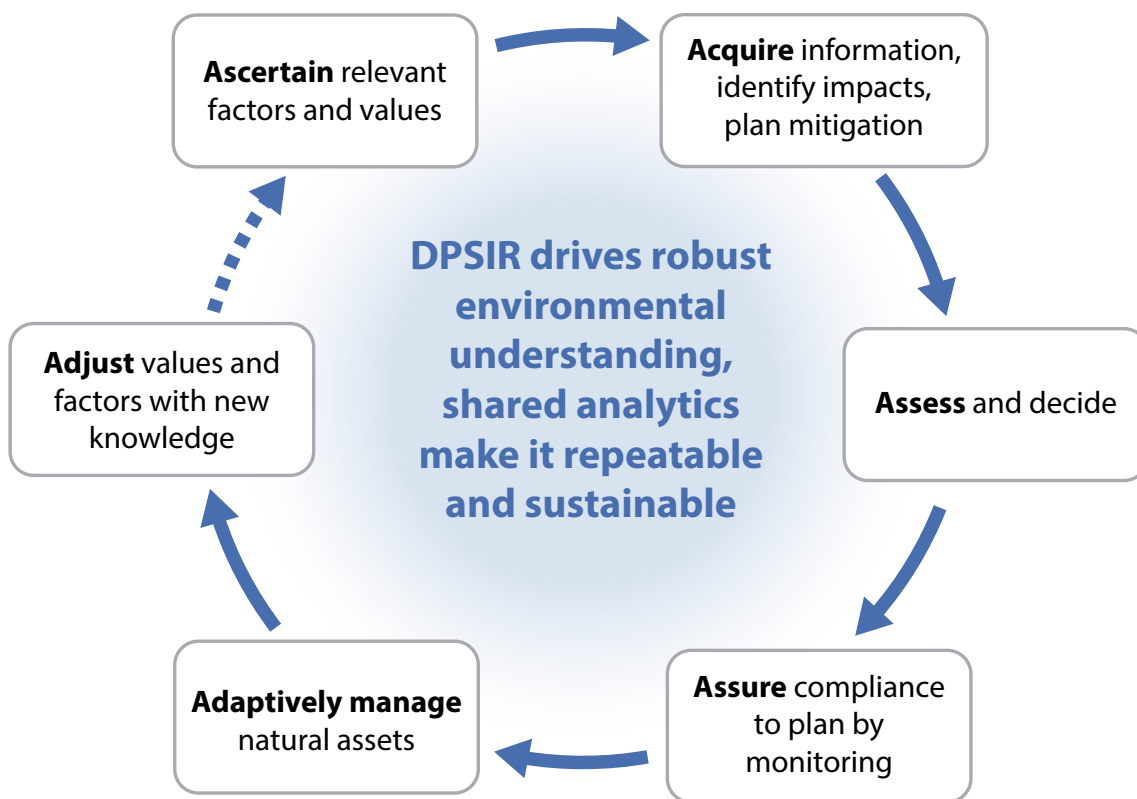 Ascertain relevant
factors and values
Acquire information,
identify impacts,
plan mitigation
Assess and decide
Assure compliance
to plan by
monitoring
Adaptively manage
natural assets
Adjust values and
factors with new
knowledge
DPSIR drives robust
environmental
understanding,
shared analytics
make it repeatable
and sustainable